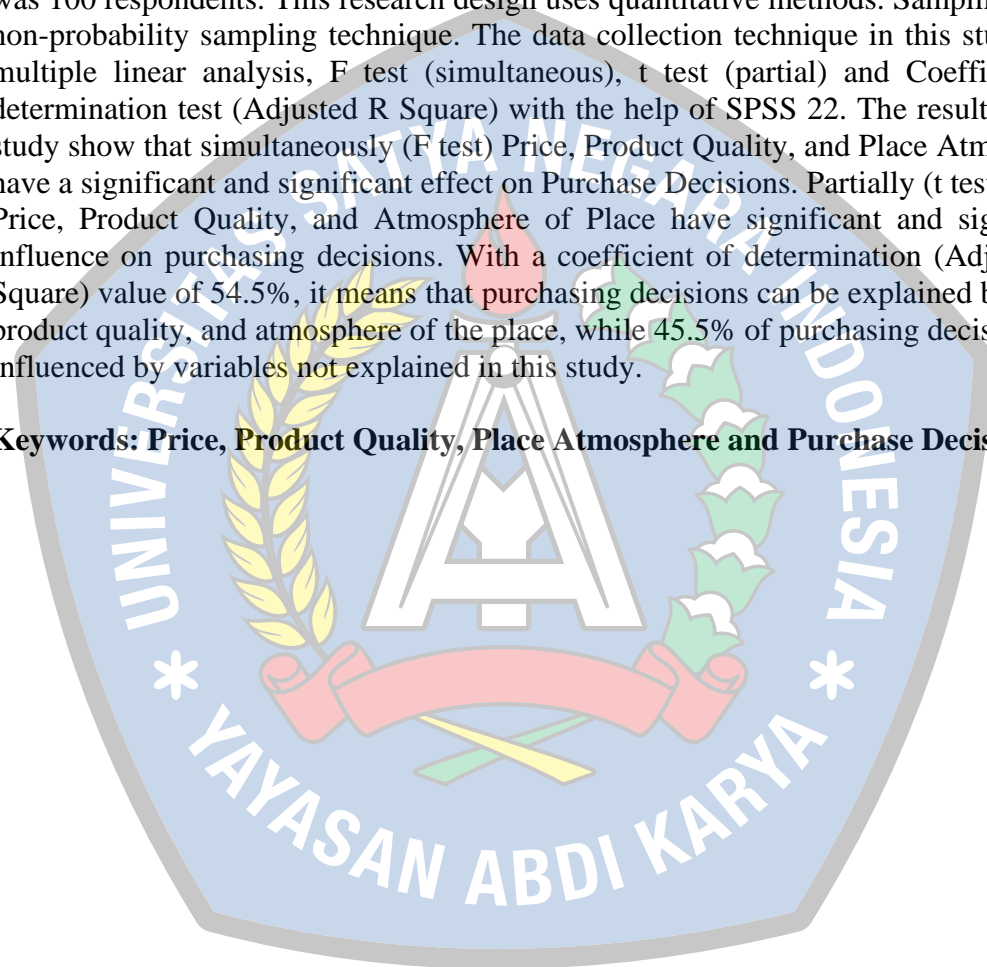 was 100 respondents. This research design uses quantitative methods. Samplin
non-probability sampling technique. The data collection technique in this stu
multiple linear analysis, F test (simultaneous), t test (partial) and Coeffi
determination test (Adjusted R Square) with the help of SPSS 22. The result
study show that simultaneously (F test) Price, Product Quality, and Place Atm
have a significant and significant effect on Purchase Decisions. Partially (t test
Price, Product Quality, and Atmosphere of Place have significant and sig
influence on purchasing decisions. With a coefficient of determination (Adj
Square) value of 54.5%, it means that purchasing decisions can be explained b
product quality, and atmosphere of the place, while 45.5% of purchasing decis
influenced by variables not explained in this study.
Keywords: Price, Product Quality, Place Atmosphere and Purchase Decis
UNIVERSITAS SATYA NEGARA INDONESIA
* YAYASAN ABDI KARYA *